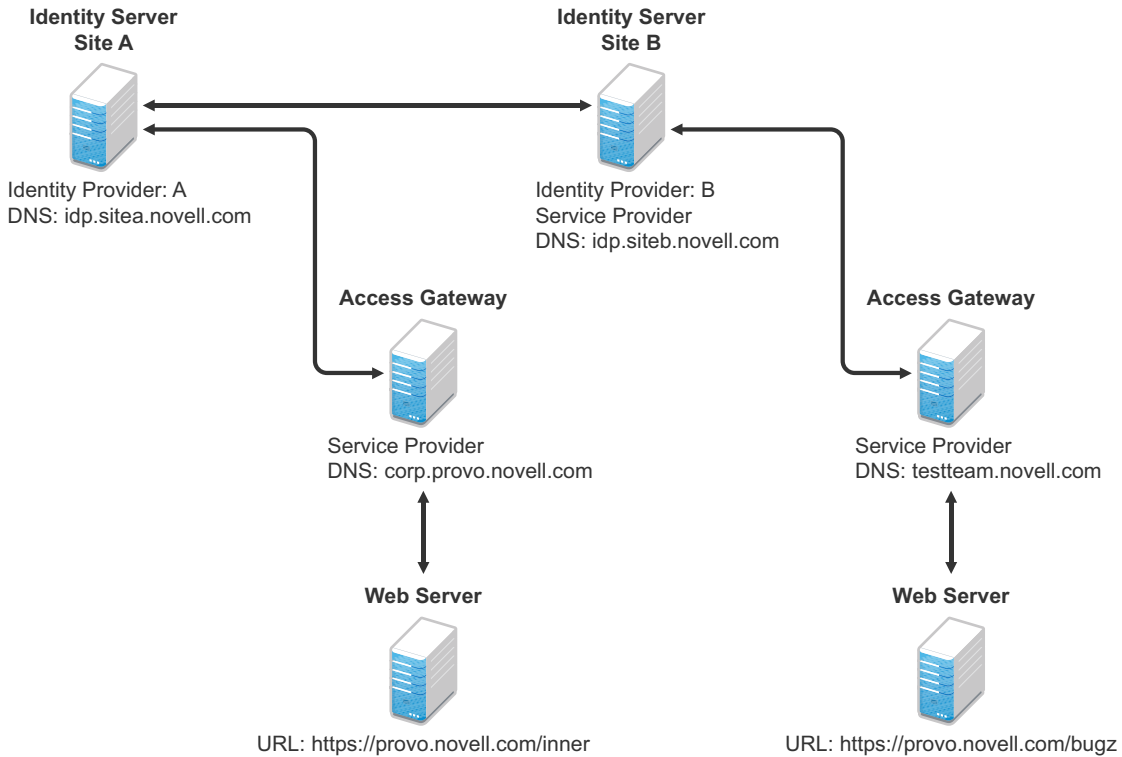 Identity Server
Site A
Identity Server
Site B
Identity Provider: A
DNS: idp.sitea.novell.com
Identity Provider: B
Service Provider
DNS: idp.siteb.novell.com
Access Gateway
Access Gateway
Service Provider
DNS: corp.provo.novell.com
Service Provider
DNS: testteam.novell.com
Web Server
Web Server
URL: https://provo.novell.com/inner
URL: https://provo.novell.com/bugz